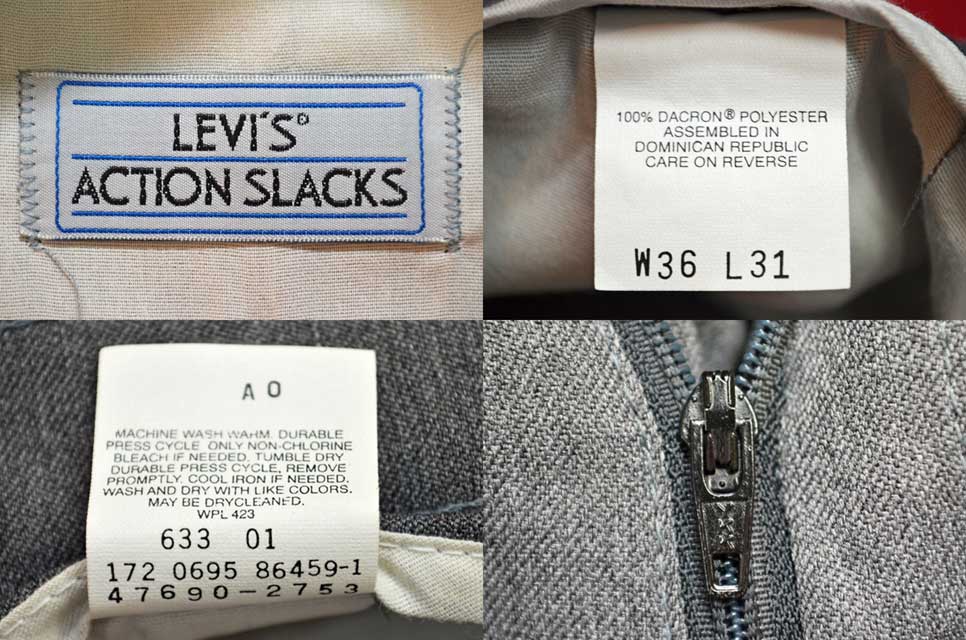 LEVI'S®
ACTION SLACKS
100% DACRON® POLYESTER
ASSEMBLED IN
DOMINICAN REPUBLIC
CARE ON REVERSE
W36 L31
A O
MACHINE WASH WARM. DURABLE
PRESS CYCLE. ONLY NON-CHLORINE
BLEACH IF NEEDED. TUMBLE DRY
DURABLE PRESS CYCLE. REMOVE
PROMPTLY. COOL IRON IF NEEDED.
WASH AND DRY WITH LIKE COLORS.
MAY BE DRYCLEANED.
WPL 423
633 01
172 0695 86459-1
47690-2753
YKK